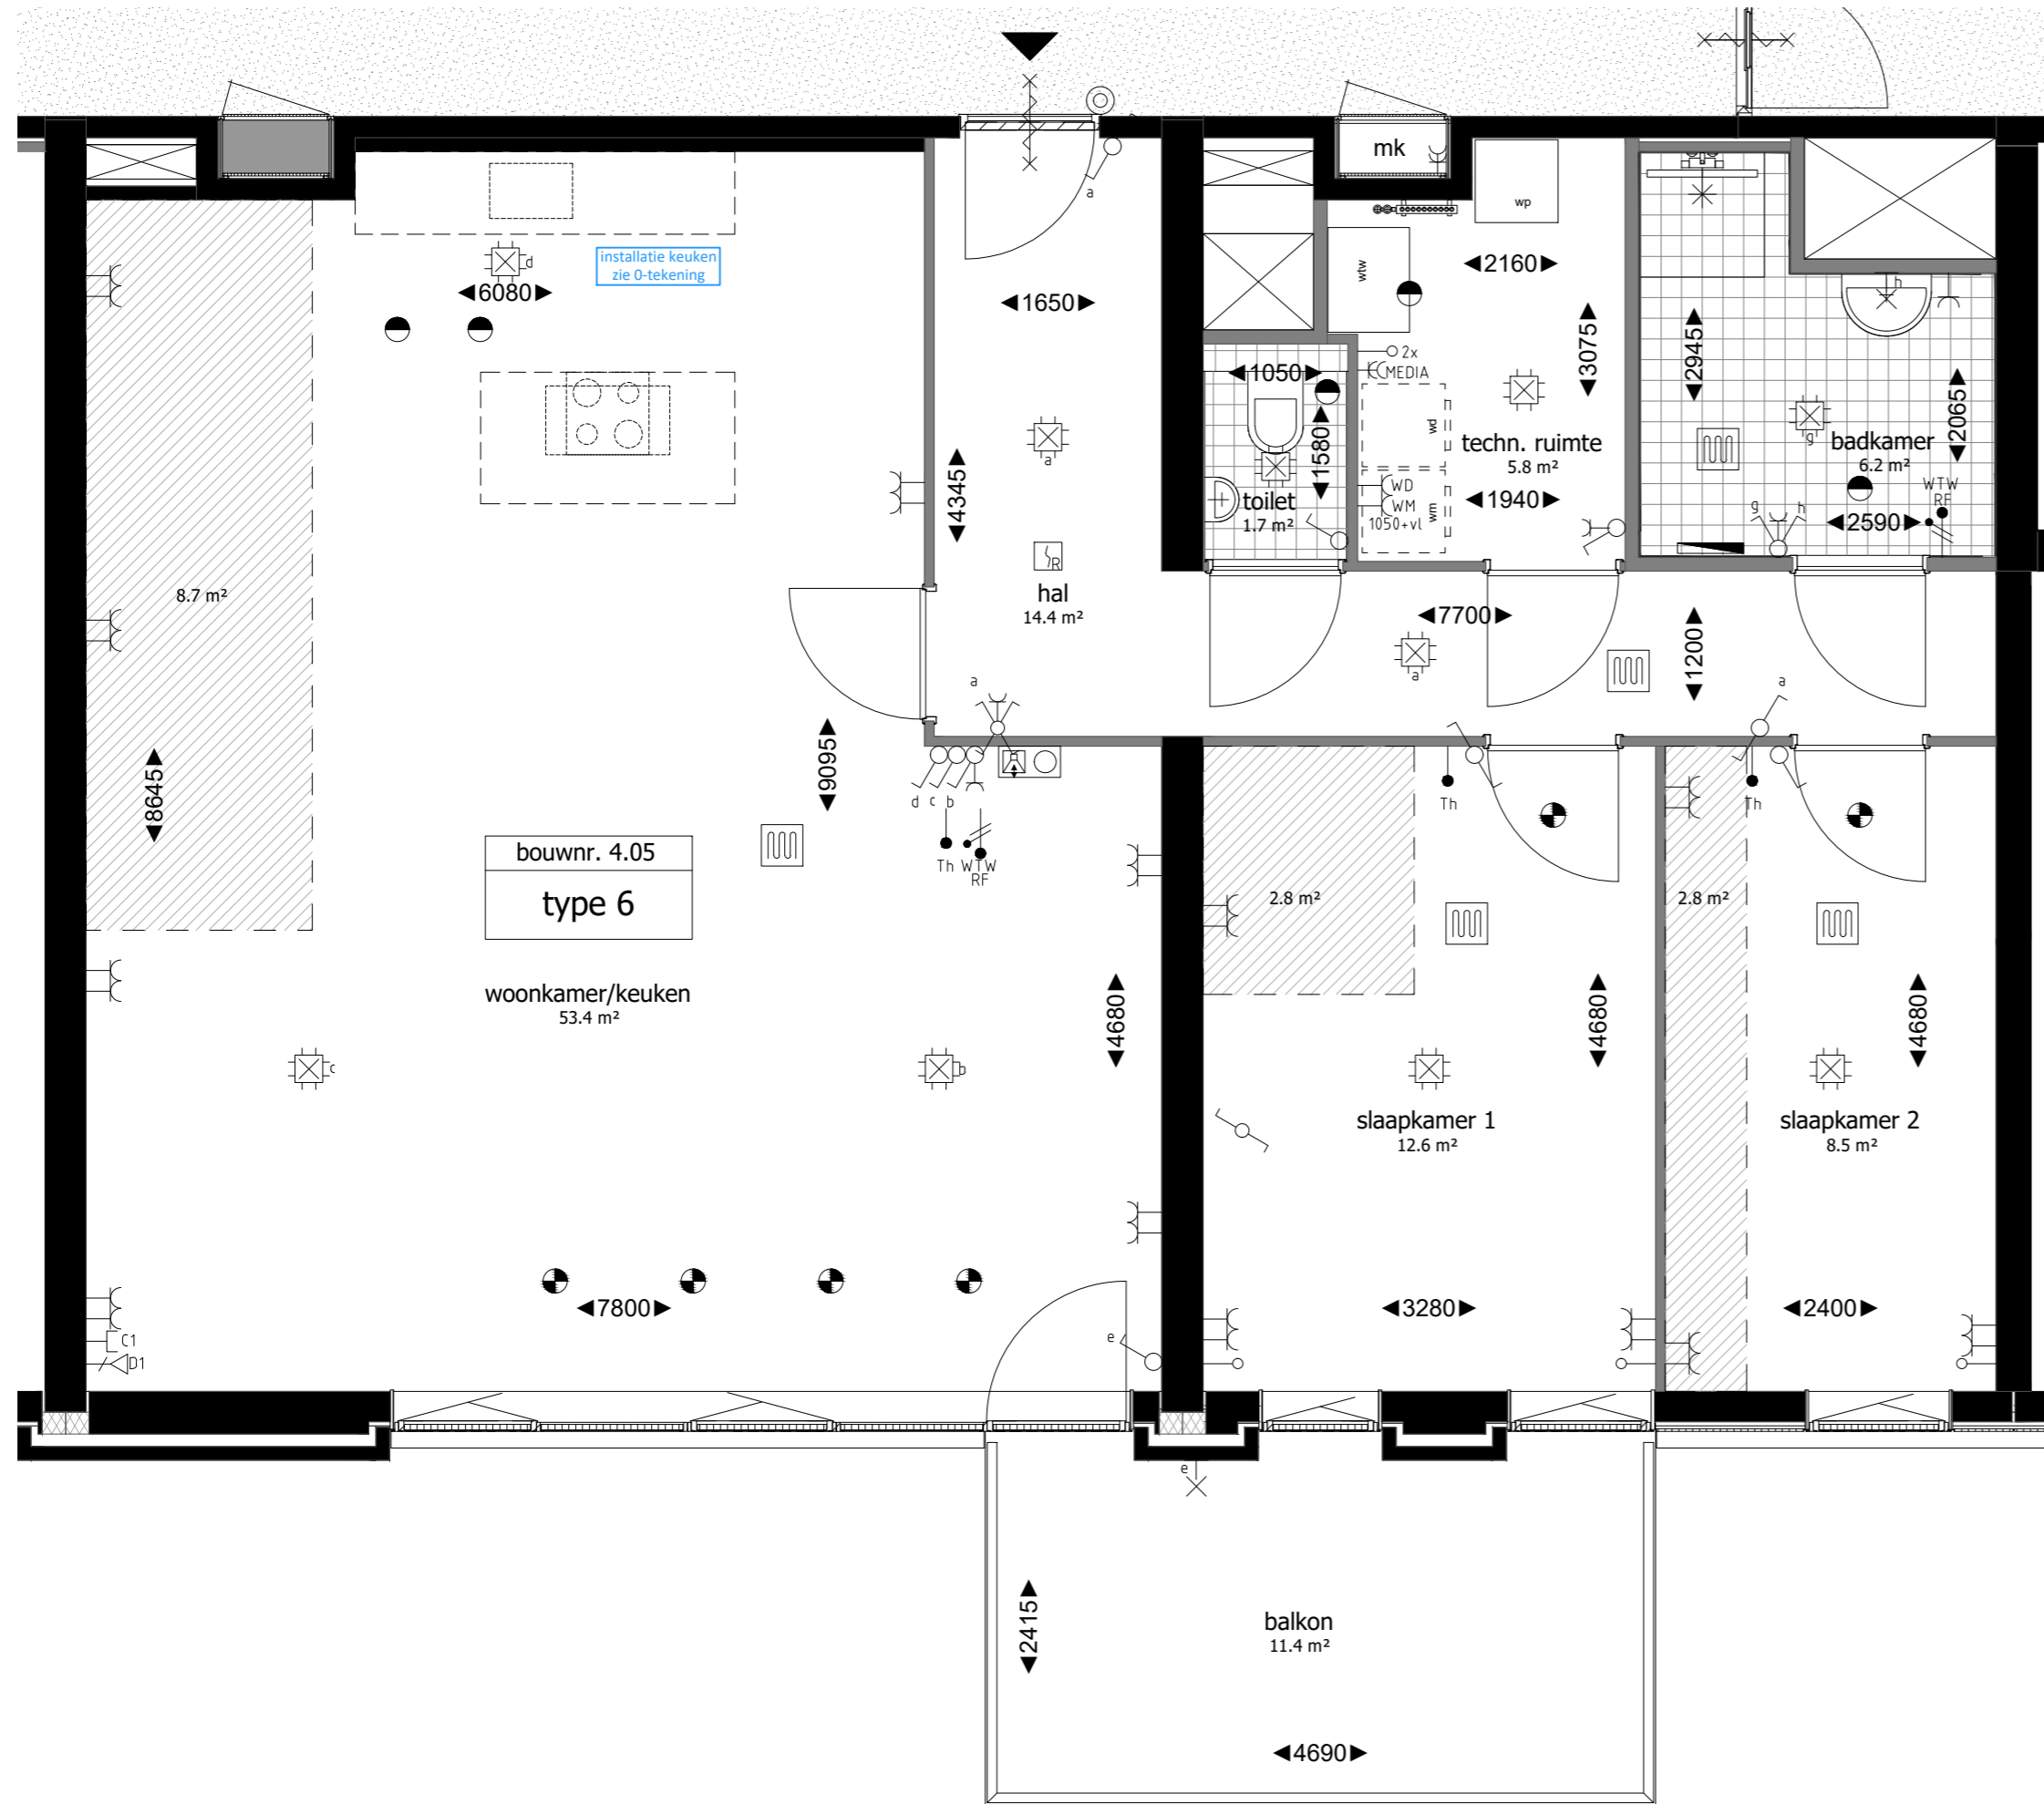 mk
wp
a
installatie keuken
zie 0-tekening
d
6080
1650
wtw
2160
3075
2945
h
2x
MEDIA
1050
1580
wd
techn. ruimte
5.8 m²
1940
g
badkamer
6.2 m²
2065
4345
a
toilet
1.7 m²
WD
WM
1050+vl
wm
g
h
2590
WTW
RF
R
hal
14.4 m²
8.7 m²
7700
a
1200
a
a
8645
9095
d
c
b
Th
WTW
RF
Th
Th
bouwnr. 4.05
type 6
2.8 m²
2.8 m²
woonkamer/keuken
53.4 m²
4680
4680
4680
c
b
slaapkamer 1
12.6 m²
slaapkamer 2
8.5 m²
7800
3280
2400
C1
D1
e
e
2415
balkon
11.4 m²
4690